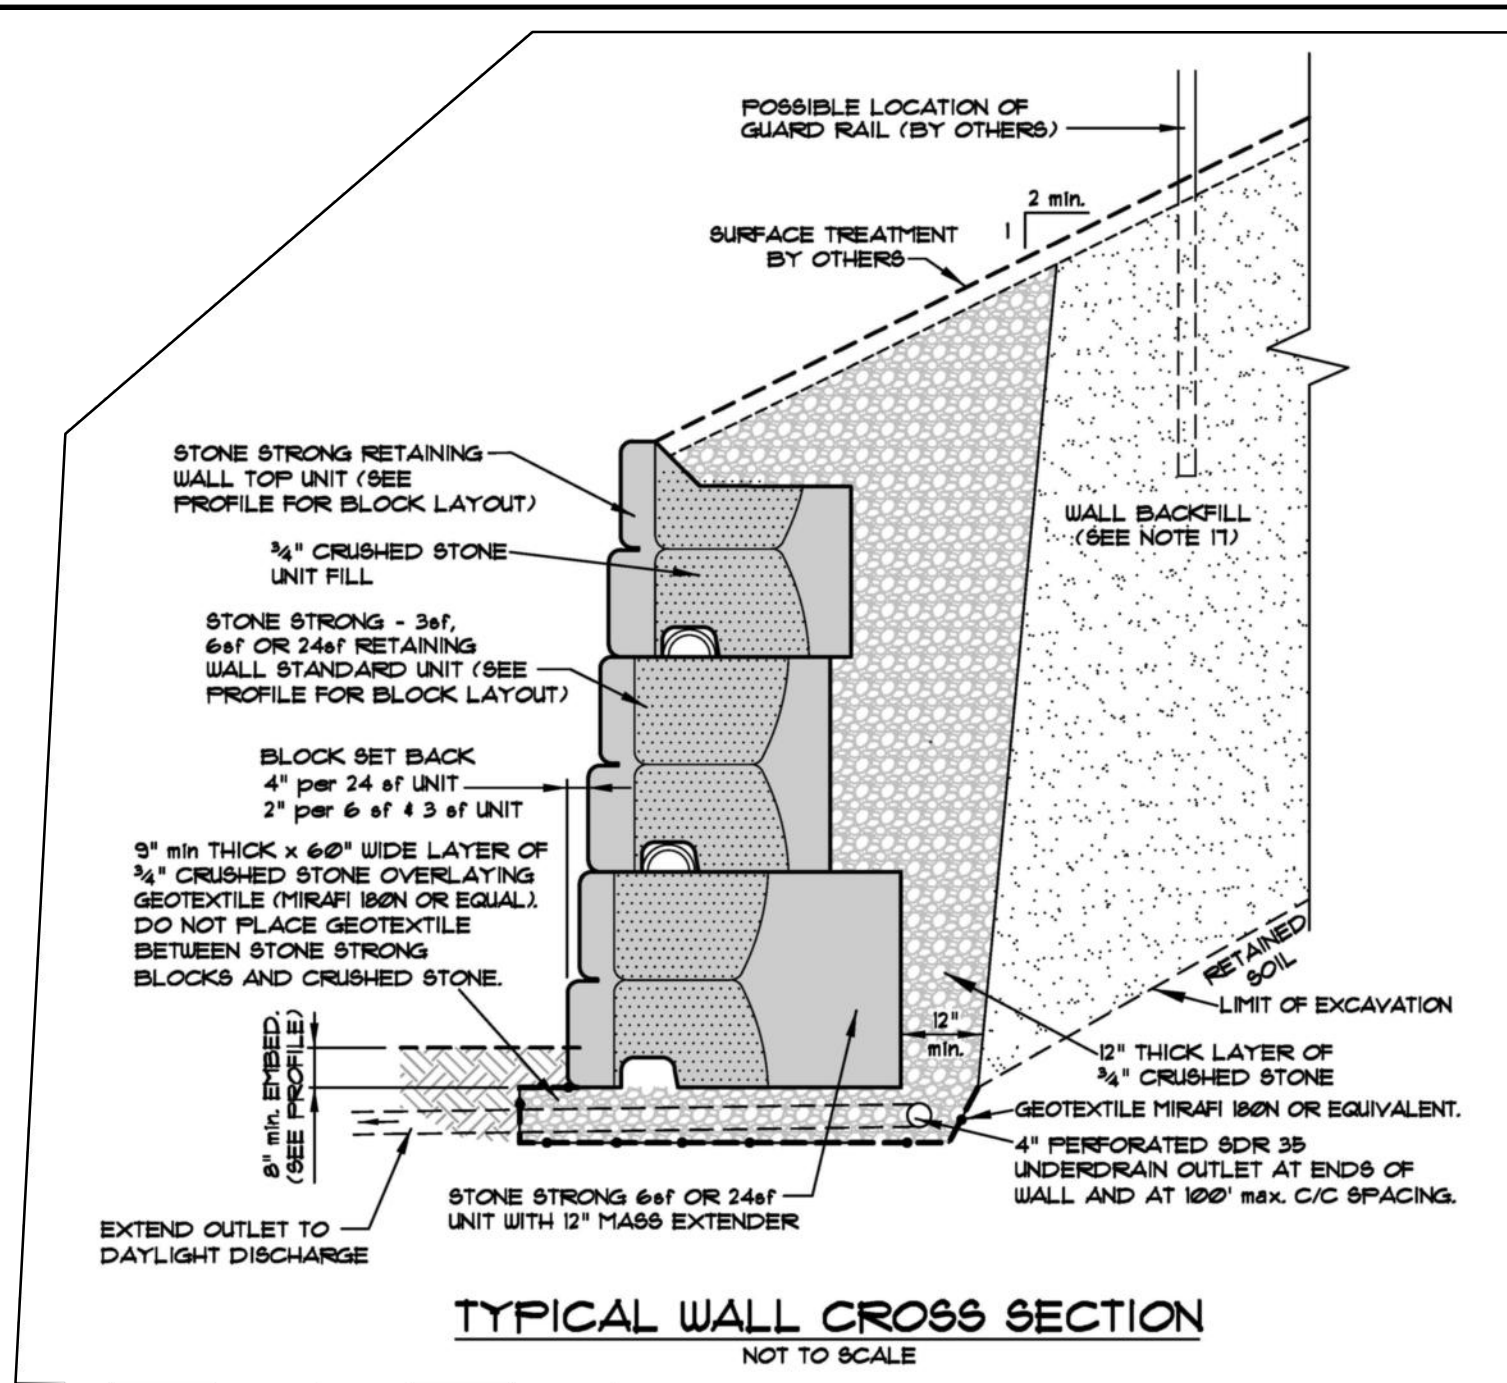 POSSIBLE LOCATION OF
GUARD RAIL (BY OTHERS)
2 min.
1
SURFACE TREATMENT
BY OTHERS
STONE STRONG RETAINING
WALL TOP UNIT (SEE
PROFILE FOR BLOCK LAYOUT)
WALL BACKFILL
(SEE NOTE 17)
¾" CRUSHED STONE
UNIT FILL
STONE STRONG - 3sf,
6sf OR 24sf RETAINING
WALL STANDARD UNIT (SEE
PROFILE FOR BLOCK LAYOUT)
BLOCK SET BACK
4" per 24 sf UNIT
2" per 6 sf & 3 sf UNIT
9" min THICK x 60" WIDE LAYER OF
¾" CRUSHED STONE OVERLAYING
GEOTEXTILE (MIRAFI 180N OR EQUAL).
DO NOT PLACE GEOTEXTILE
BETWEEN STONE STRONG
BLOCKS AND CRUSHED STONE.
RETAINED
SOIL
LIMIT OF EXCAVATION
8" min. EMBED.
(SEE PROFILE)
12"
min.
12" THICK LAYER OF
¾" CRUSHED STONE
GEOTEXTILE MIRAFI 180N OR EQUIVALENT.
4" PERFORATED SDR 35
UNDERDRAIN OUTLET AT ENDS OF
WALL AND AT 100' max. C/C SPACING.
STONE STRONG 6sf OR 24sf
UNIT WITH 12" MASS EXTENDER
EXTEND OUTLET TO
DAYLIGHT DISCHARGE
TYPICAL WALL CROSS SECTION
NOT TO SCALE